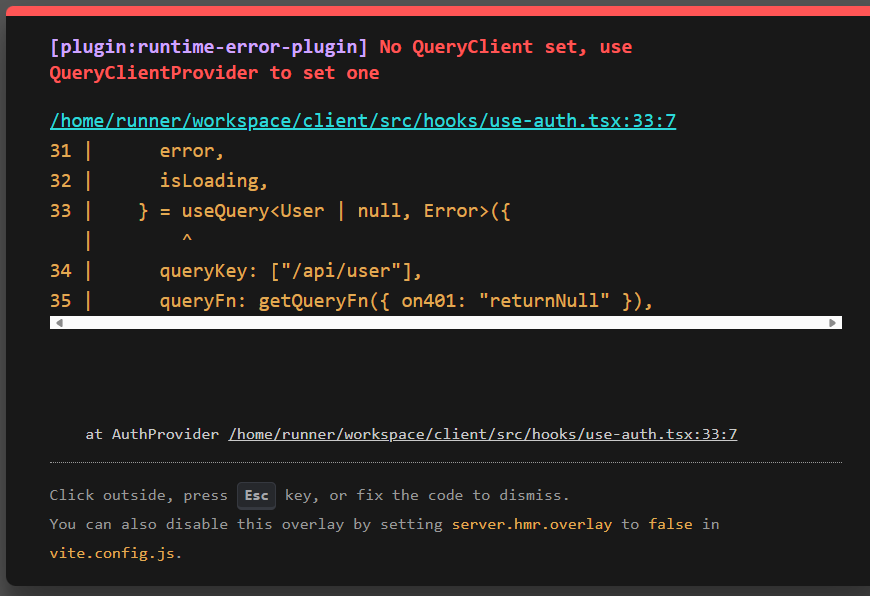 [plugin:runtime-error-plugin] No QueryClient set, use
QueryClientProvider to set one
/home/runner/workspace/client/src/hooks/use-auth.tsx:33:7
31 |      error,
32 |      isLoading,
33 |    } = useQuery<User | null, Error>({
   |        ^
34 |      queryKey: ["/api/user"],
35 |      queryFn: getQueryFn({ on401: "returnNull" }),
at AuthProvider /home/runner/workspace/client/src/hooks/use-auth.tsx:33:7
Click outside, press Esc key, or fix the code to dismiss.
You can also disable this overlay by setting server.hmr.overlay to false in
vite.config.js.